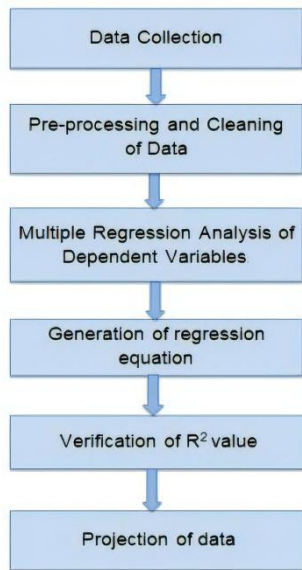 Data Collection
Pre-processing and Cleaning
of Data
Multiple Regression Analysis of
Dependent Variables
Generation of regression
equation
Verification of R² value
Projection of data